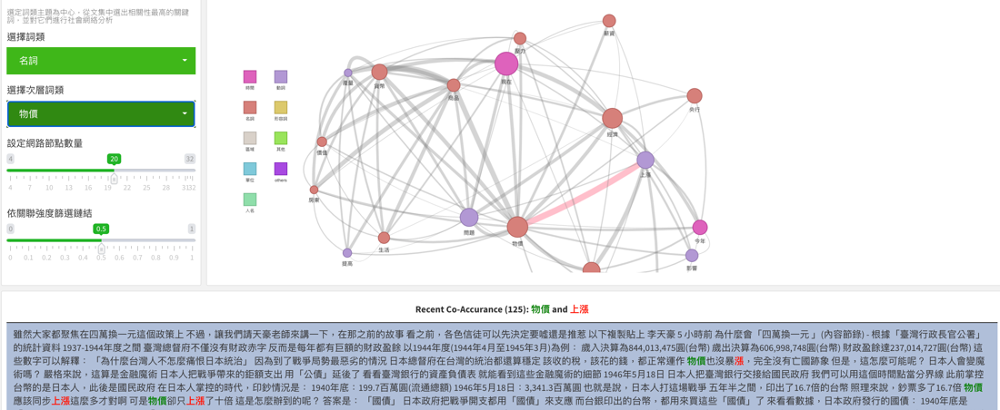 選定詞類主題為中心、從文集中選出相關性最高的關鍵
詞、並對它們進行社會網絡分析
選擇詞類
名詞
選擇次層詞類
物價
設定網路節點數量
4 20 32
4 7 10 13 16 19 22 25 28 31 32
依關聯強度篩選鏈結
0 0.5 1
0 0.1 0.2 0.3 0.4 0.5 0.6 0.7 0.8 0.9 1
時間 動詞
名詞 形容詞
區域 其他
單位 others
人名
薪資
壓力
現在
貨幣
商品
央行
經濟
價值
上漲
問題
物價
生活
提高
今年
影響
Recent Co-Accurance (125): 物價 and 上漲
雖然大家都聚焦在四萬換一元這個政策上 不過，讓我們請天豪老師來講一下，在那之前的故事 看之前，各色信徒可以先決定要噓還是推惹 以下複製貼上 李天豪 5 小時前 為什麼會「四萬換一元 」(內容節錄) - 根據「臺灣行政長官公署」
的統計資料 1937-1944年度之間 臺灣總督府不僅沒有財政赤字 反而是每年都有巨額的財政盈餘 以1944年度(1944年4月至1945年3月)為例： 歲入決算為844,013,475圓(台幣) 歲出決算為606,998,748圓(台幣) 財政盈餘達237,014,727圓(台幣) 這
些數字可以解釋： 「為什麼台灣人不怎麼痛恨日本統治」 因為到了戰爭局勢最惡劣的情況 日本總督府在台灣的統治都還算穩定 該收的稅，該花的錢，都正常運作 物價也沒暴漲，完全沒有亡國跡象 但是，這怎麼可能呢？ 日本人會變魔
術嗎？ 嚴格來說，這算是金融魔術 日本人把戰爭帶來的鉅額支出 用「公債」延後了 看看臺灣銀行的資產負債表 就能看到這些金融魔術的細節 1946年5月18日 日本人把臺灣銀行交接給國民政府 我們可以用這個時間點當分界線 此前掌控
台幣的是日本人，此後是國民政府 在日本人掌控的時代，印鈔情況是： 1940年底：199.7百萬圓(流通總額) 1946年5月18日：3,341.3百萬圓 也就是說，日本人打這場戰爭 五年半之間，印出了16.7倍的台幣 照理來說，鈔票多了16.7倍 物價
應該同步上漲這麼多才對啊 可是物價卻只上漲了十倍 這是怎麼辦到的呢？ 答案是： 「國債」 日本政府把戰爭開支都用「國債」來支應 而台銀印出的台幣，都用來買這些「國債」了 來看看數據，日本政府發行的國債： 1940年底是